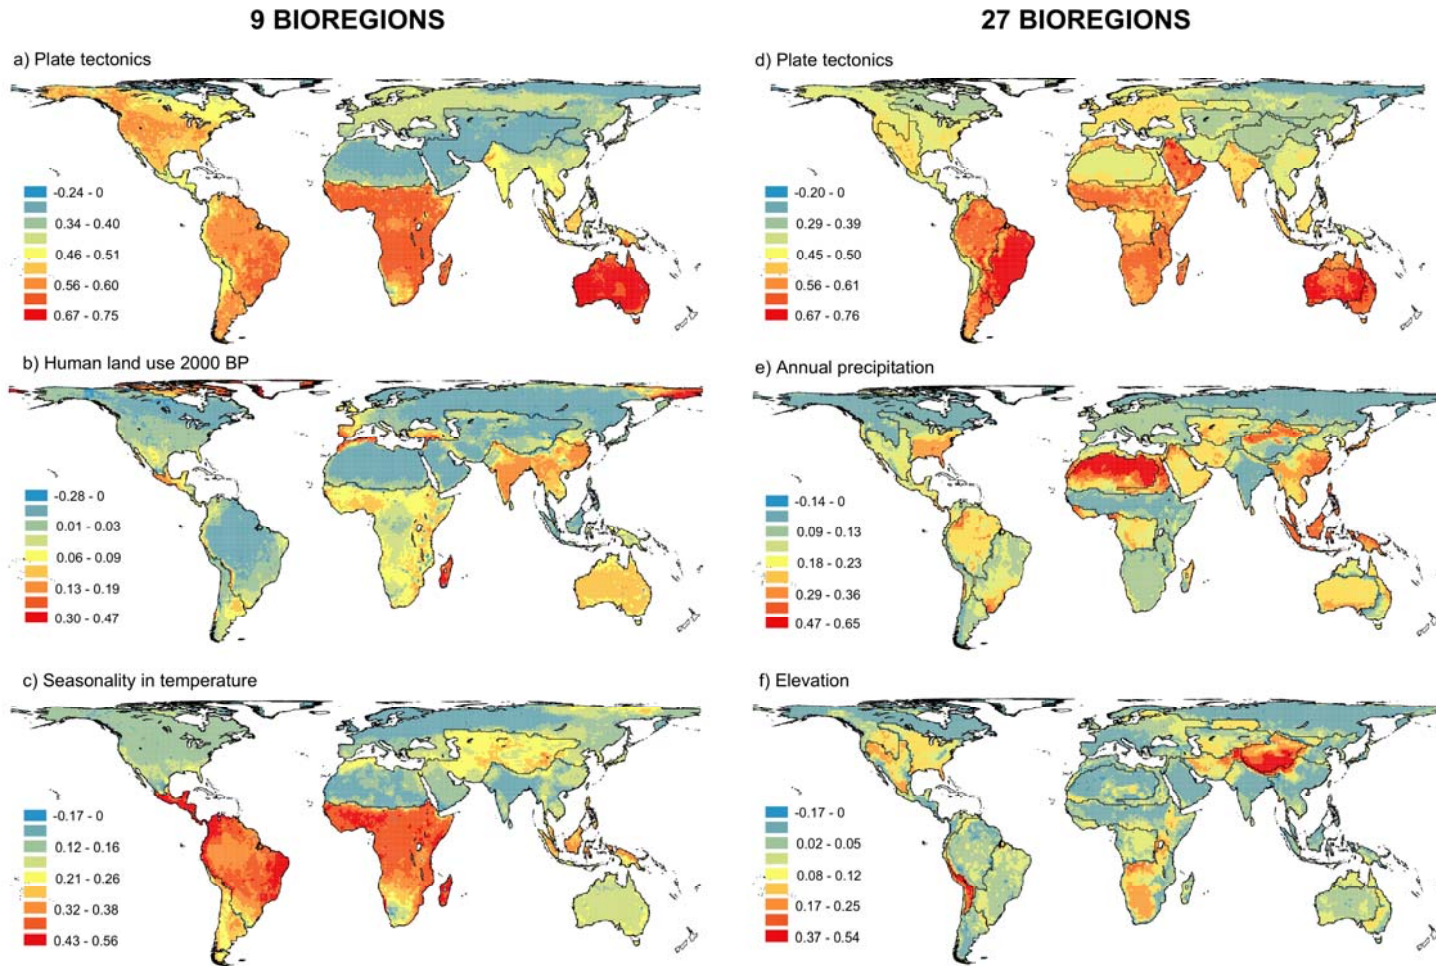 9 BIOREGIONS
27 BIOREGIONS
a) Plate tectonics
-0.24 - 0
0.34 - 0.40
0.46 - 0.51
0.56 - 0.60
0.67 - 0.75
b) Human land use 2000 BP
-0.28 - 0
0.01 - 0.03
0.06 - 0.09
0.13 - 0.19
0.30 - 0.47
c) Seasonality in temperature
-0.17 - 0
0.12 - 0.16
0.21 - 0.26
0.32 - 0.38
0.43 - 0.56
d) Plate tectonics
-0.20 - 0
0.29 - 0.39
0.45 - 0.50
0.56 - 0.61
0.67 - 0.76
e) Annual precipitation
-0.14 - 0
0.09 - 0.13
0.18 - 0.23
0.29 - 0.36
0.47 - 0.65
f) Elevation
-0.17 - 0
0.02 - 0.05
0.08 - 0.12
0.17 - 0.25
0.37 - 0.54